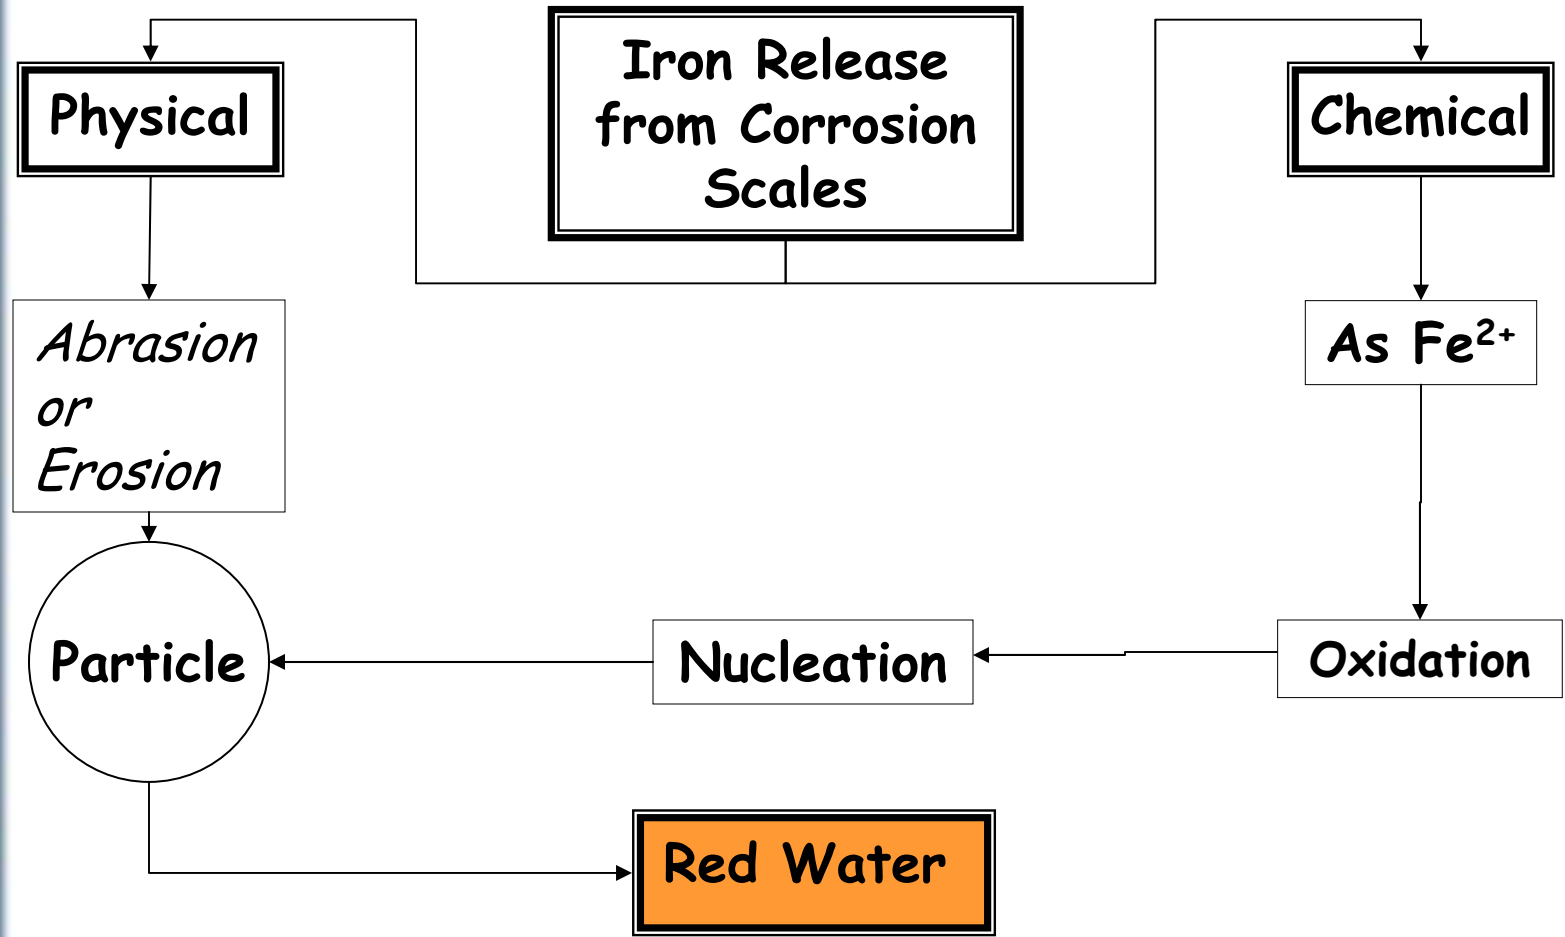 Iron Release
from Corrosion
Scales
Physical
Chemical
Abrasion
or
Erosion
As Fe²⁺
Particle
Nucleation
Oxidation
Red Water